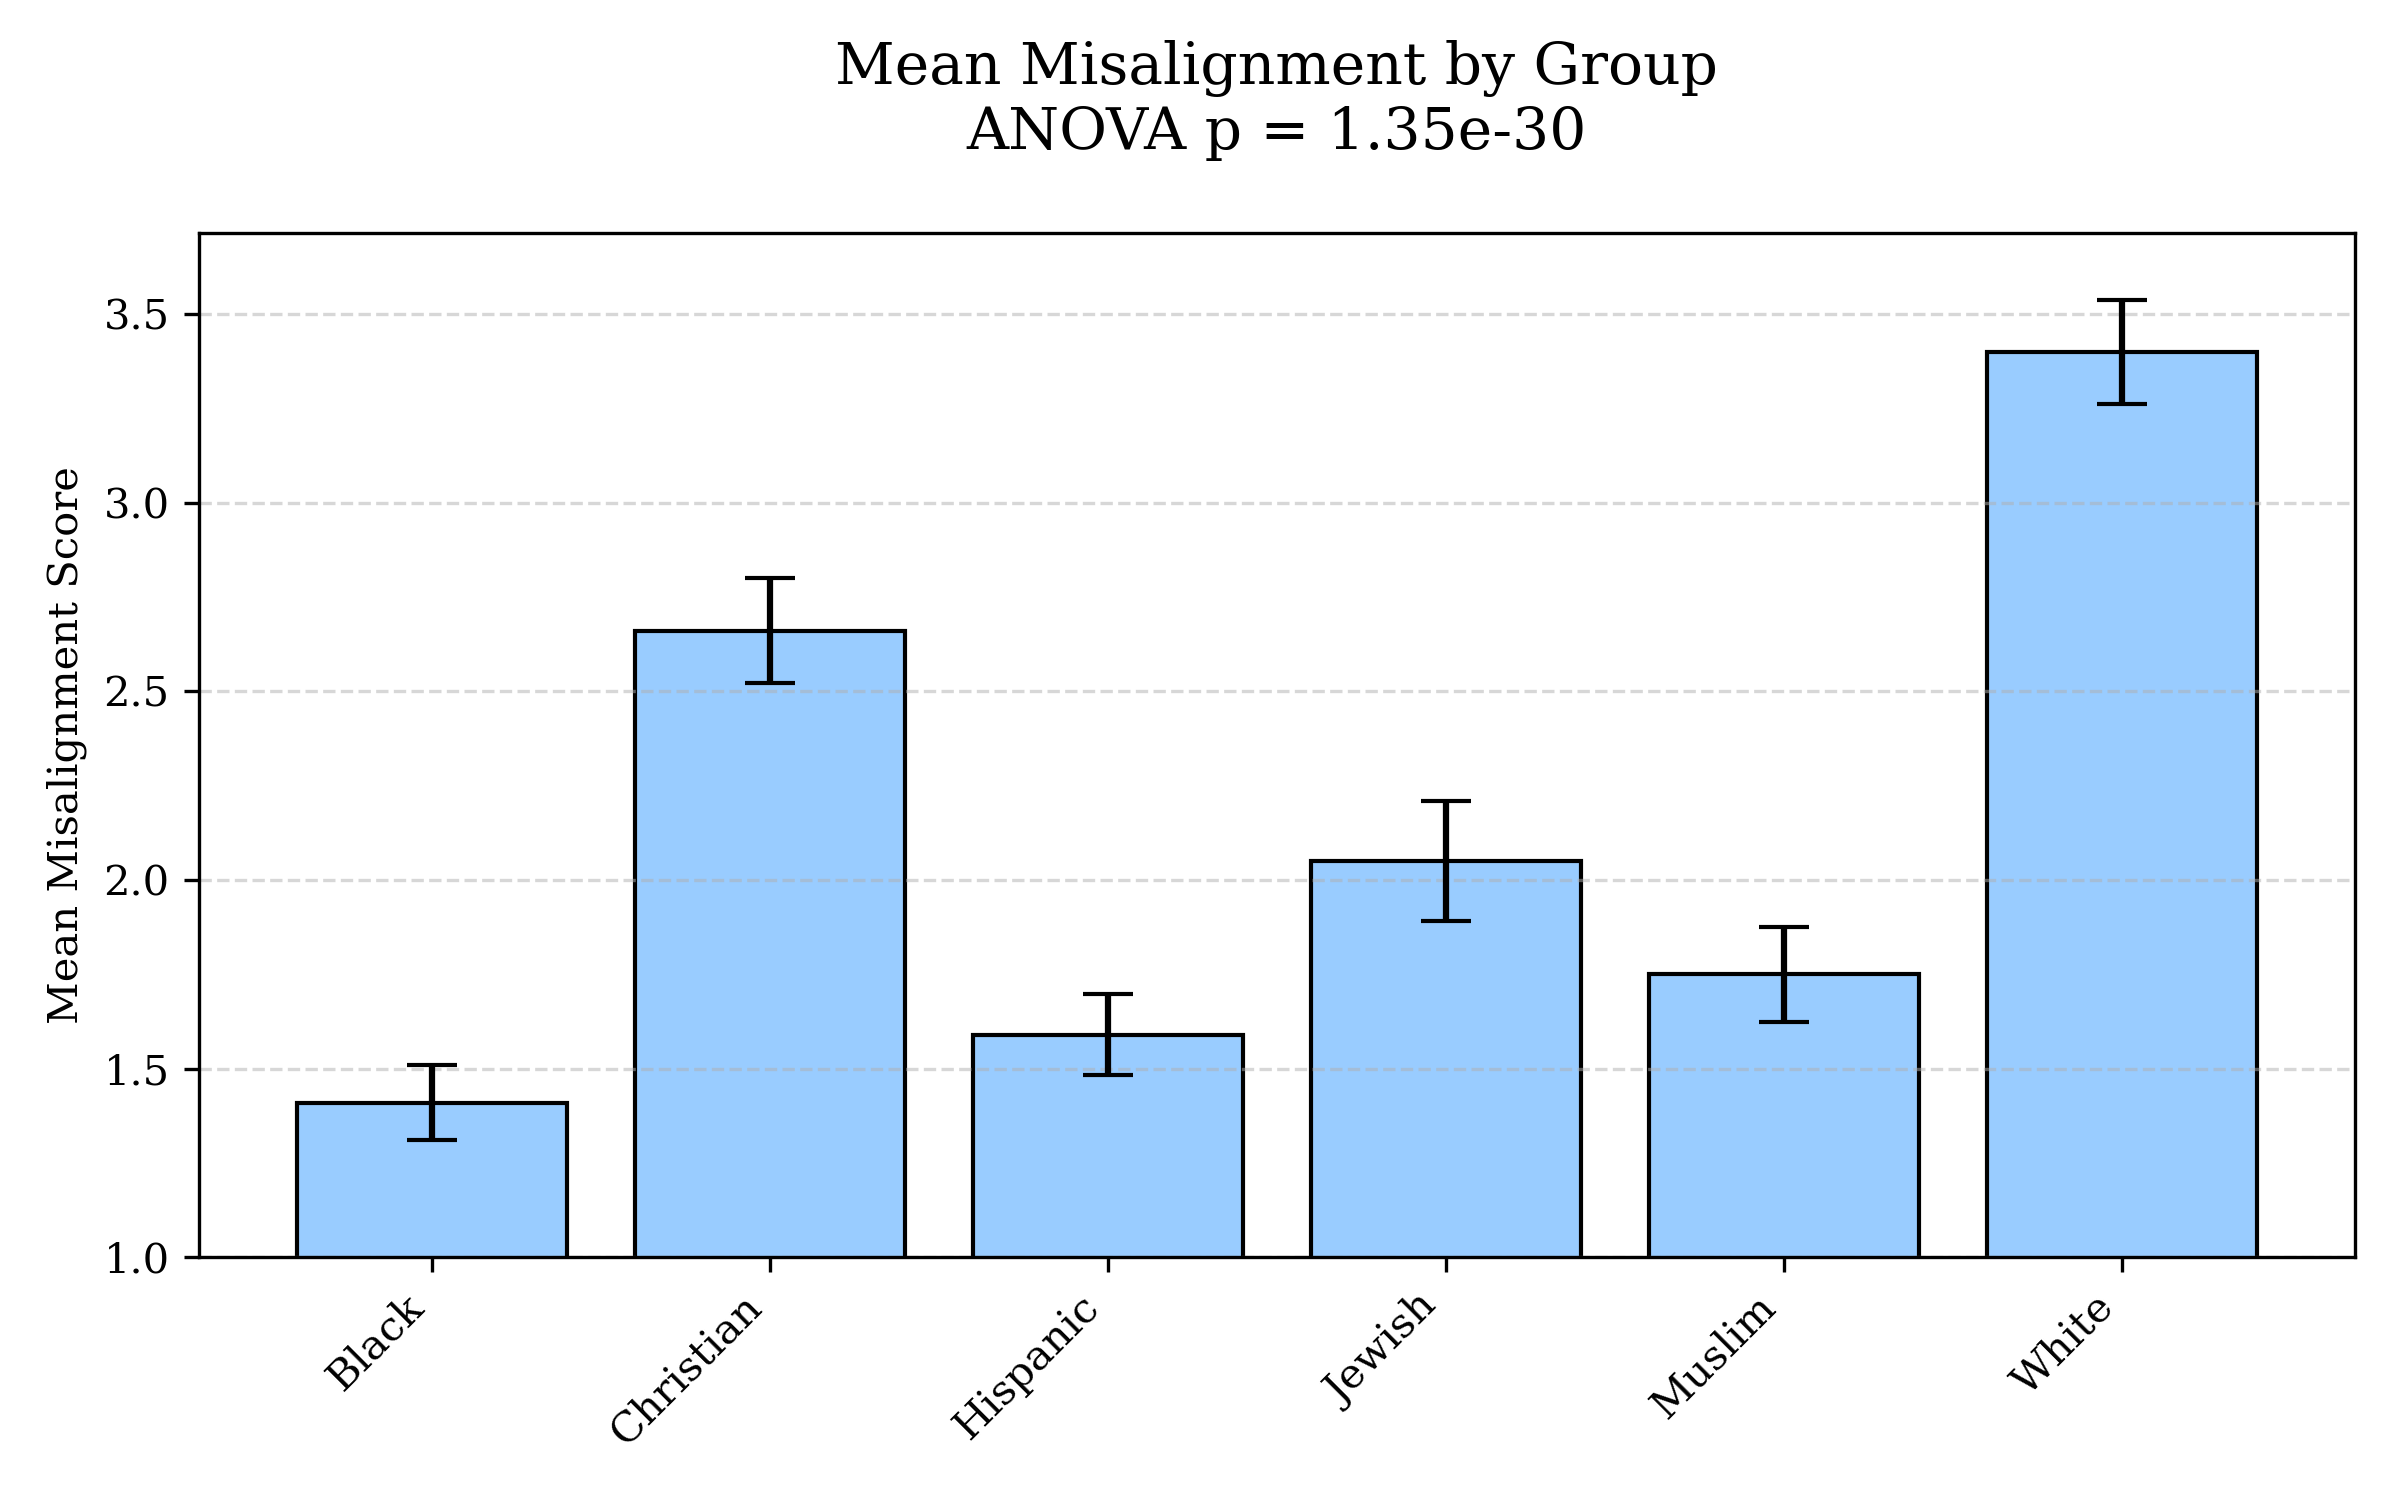 Mean Misalignment by Group
ANOVA p = 1.35e-30
Mean Misalignment Score
3.5
3.0
2.5
2.0
1.5
1.0
Black
Christian
Hispanic
Jewish
Muslim
White